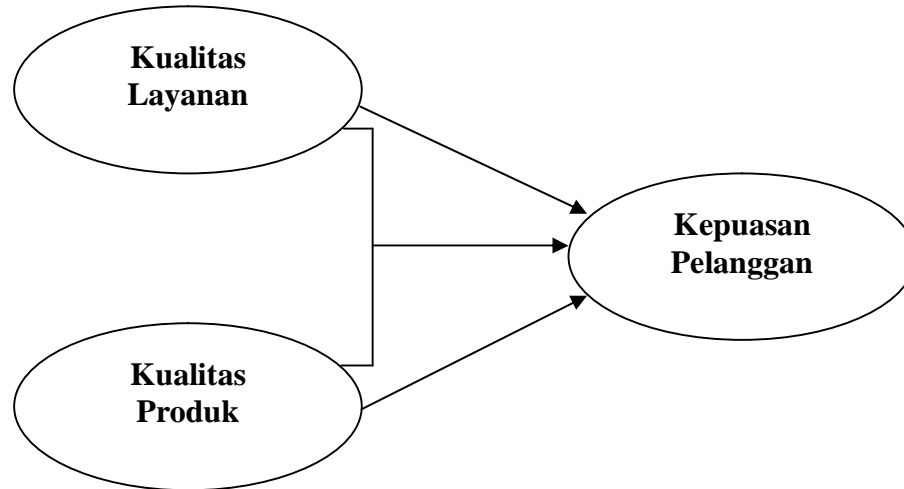 Kualitas
Layanan
Kepuasan
Pelanggan
Kualitas
Produk